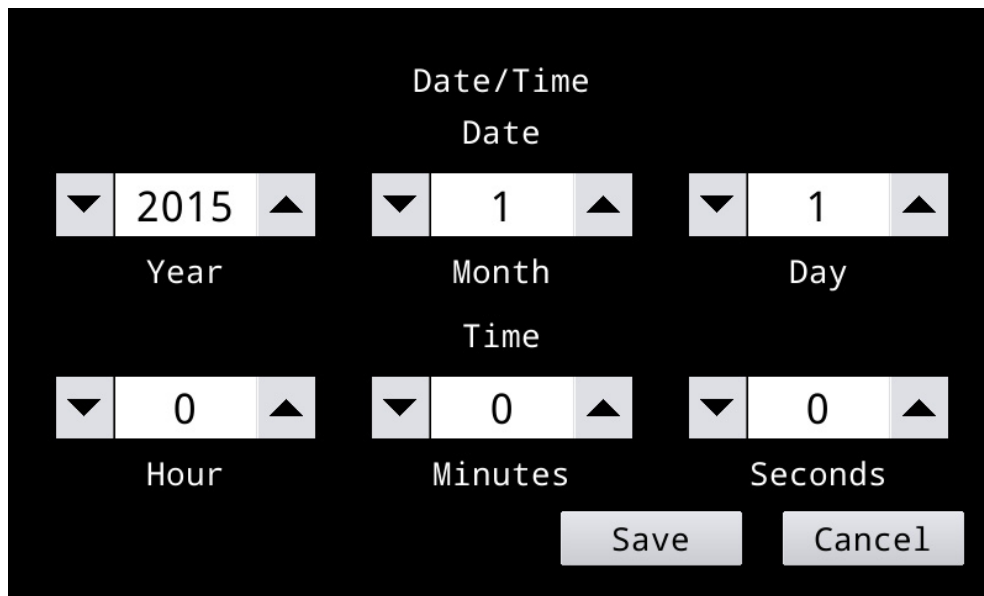 Date/Time
Date
2015 1 1
Year Month Day
Time
0 0 0
Hour Minutes Seconds
Save Cancel